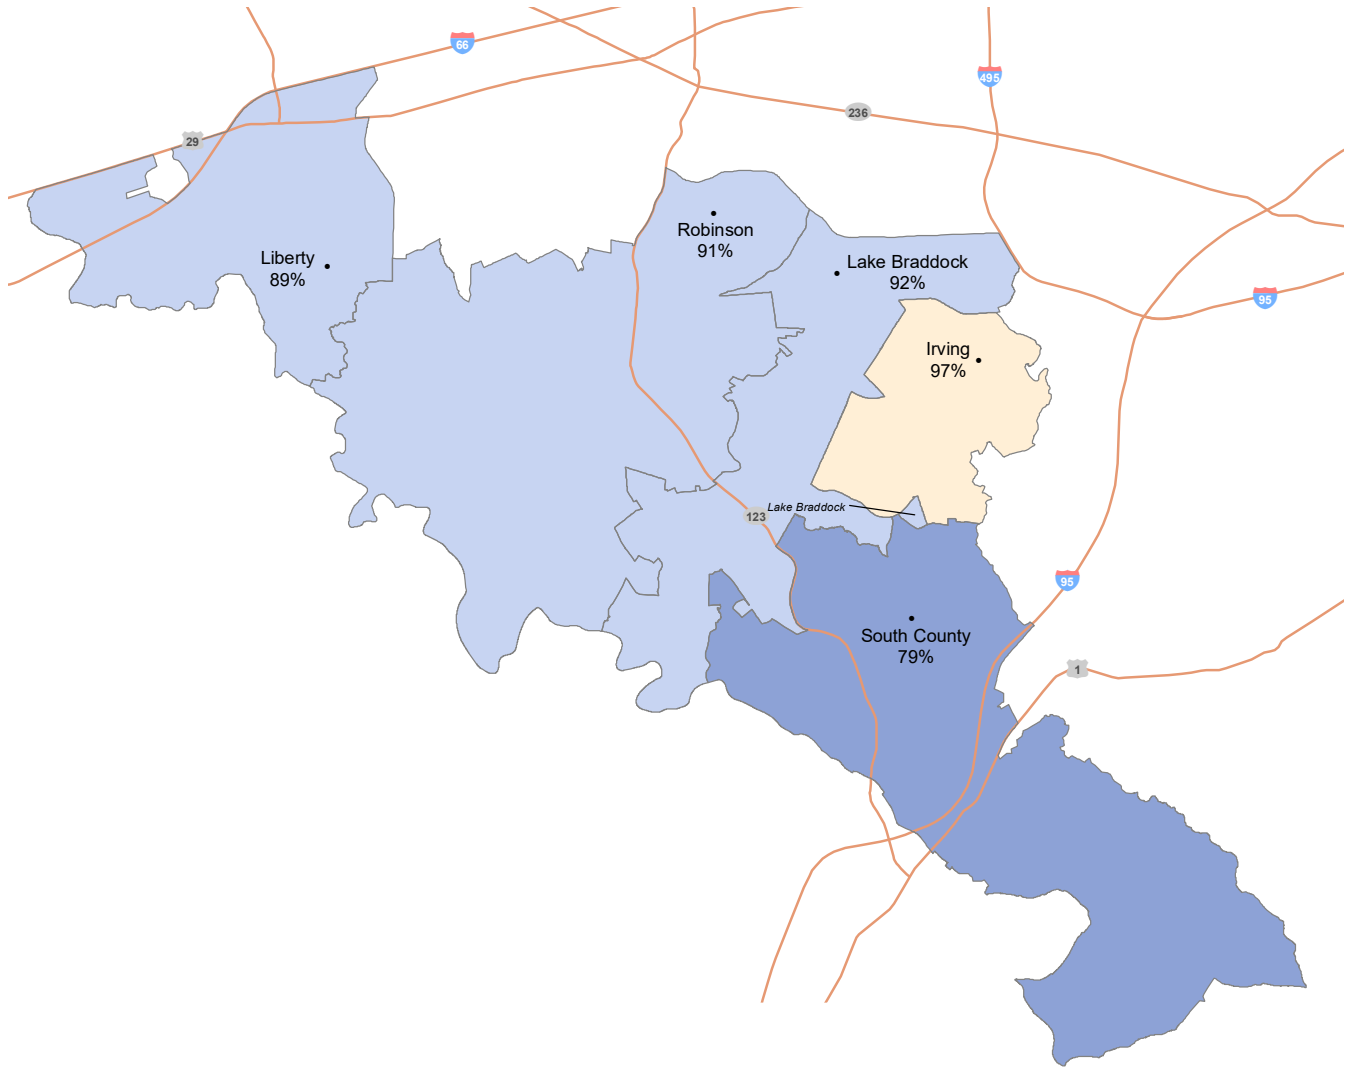 66
495
236
29
Robinson
91%
Liberty
89%
Lake Braddock
92%
95
Irving
97%
Lake Braddock
123
95
South County
79%
1